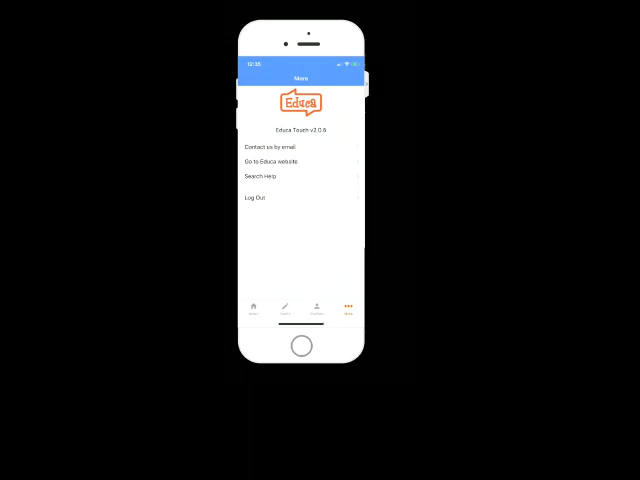 12:35
More
Educa
Educa Touch v2.0.6
Contact us by email
Go to Educa website
Search Help
Log Out
More